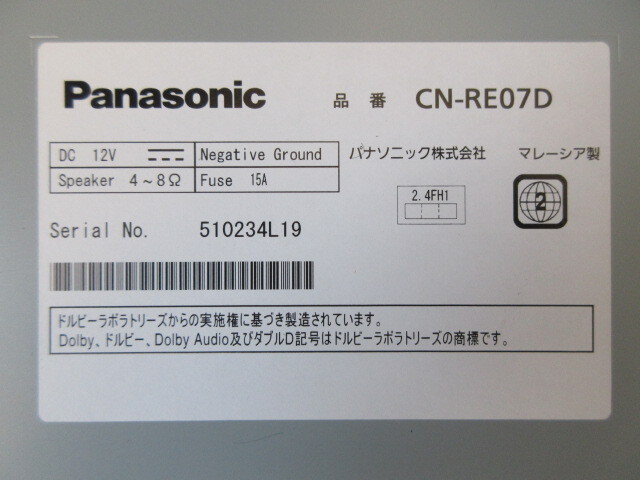 Panasonic 品番 CN-RE07D
DC 12V Negative Ground
Speaker 4～8Ω Fuse 15A
パナソニック株式会社 マレーシア製
2.4FH1
2
Serial No. 510234L19
ドルビーラボラトリーズからの実施権に基づき製造されています。
Dolby、ドルビー、Dolby Audio及びダブルD記号はドルビーラボラトリーズの商標です。